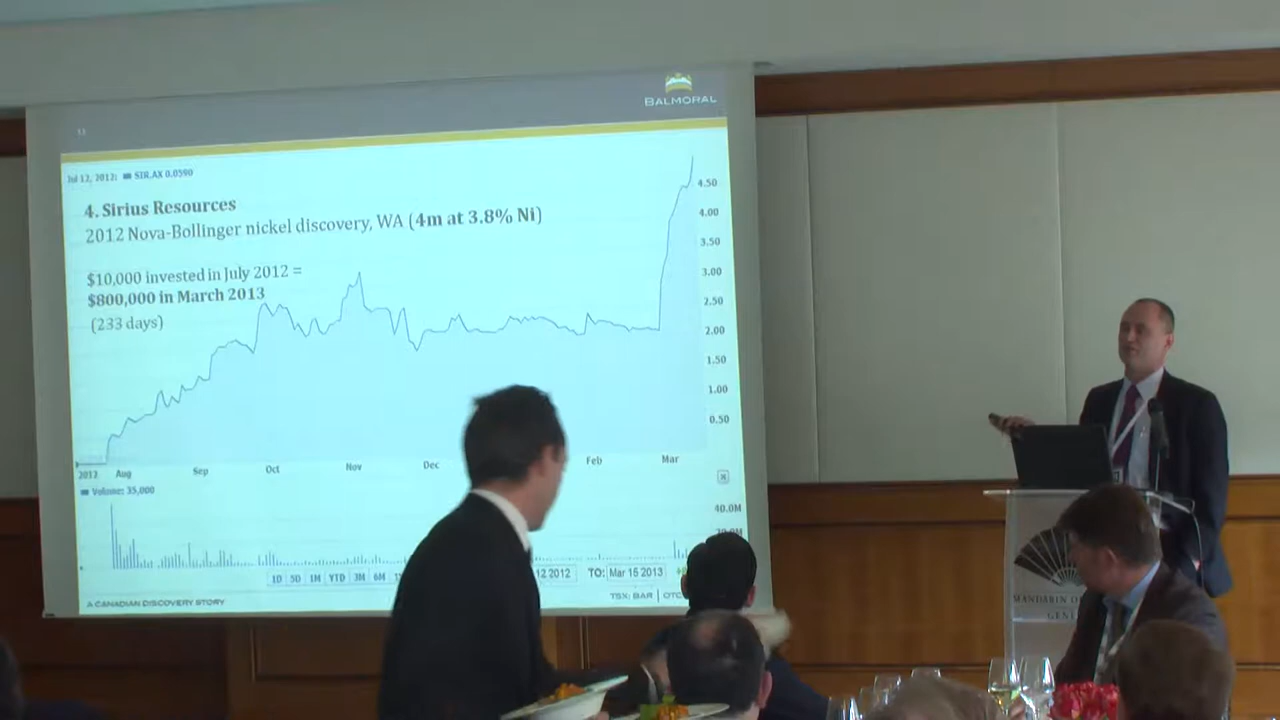 BALMORAL
Jul 12, 2012: SIR.AX 0.0590
4. Sirius Resources
2012 Nova-Bollinger nickel discovery, WA (4m at 3.8% Ni)
$10,000 invested in July 2012 =
$800,000 in March 2013
(233 days)
4.50
4.00
3.50
3.00
2.50
2.00
1.50
1.00
0.50
2012 Aug Sep Oct Nov Dec Feb Mar
Volume: 35,000
40.0M
1D 5D 1M YTD 3M 6M
12 2012 TO: Mar 15 2013
A CANADIAN DISCOVERY STORY
TSX: BAR | OTC
MANDARIN